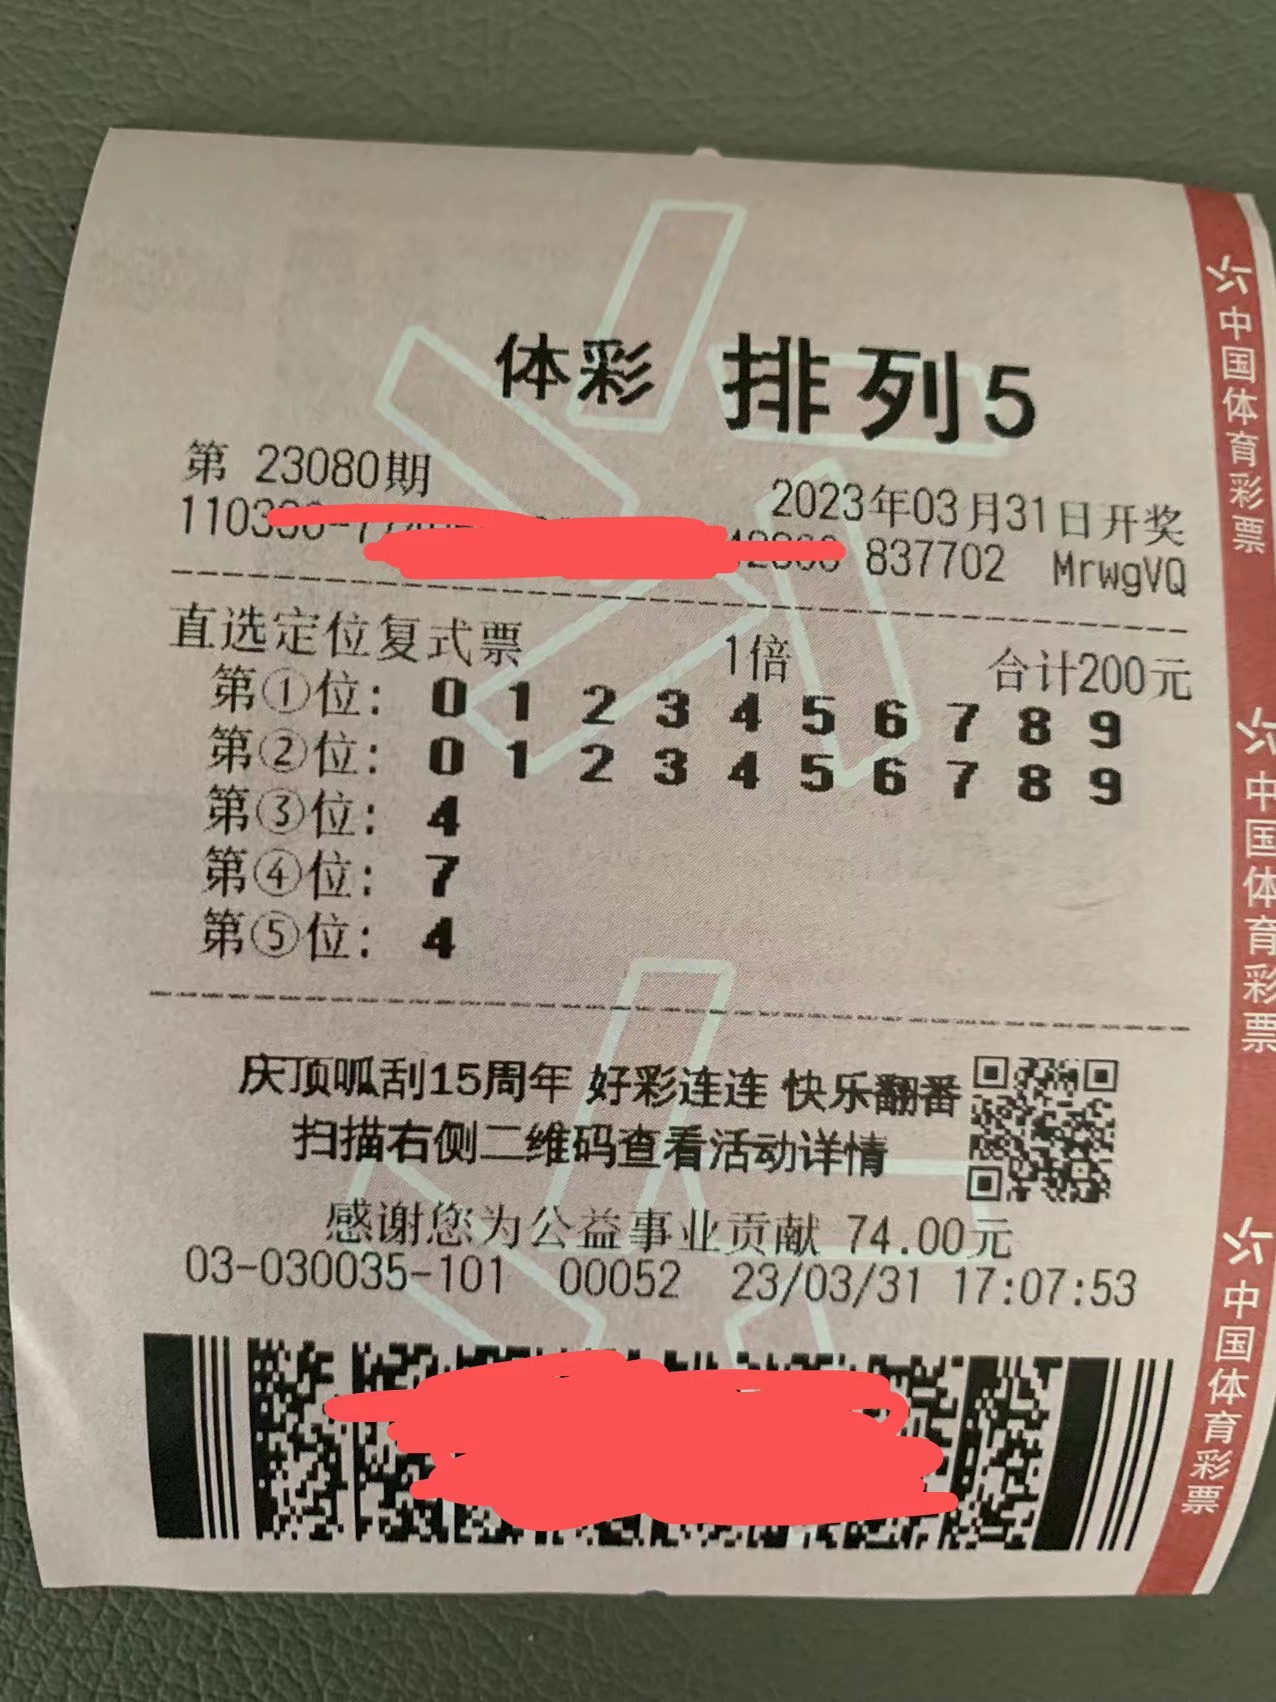 体彩 排列5
第 23080期 2023年03月31日开奖
110 837702 MrwgVQ
直选定位复式票 1倍 合计200元
第①位: 0 1 2 3 4 5 6 7 8 9
第②位: 0 1 2 3 4 5 6 7 8 9
第③位: 4
第④位: 7
第⑤位: 4
庆顶呱刮15周年 好彩连连 快乐翻番
扫描右侧二维码查看活动详情
感谢您为公益事业贡献 74.00元
03-030035-101 00052 23/03/31 17:07:53
中国体育彩票
中国体育彩票
中国体育彩票